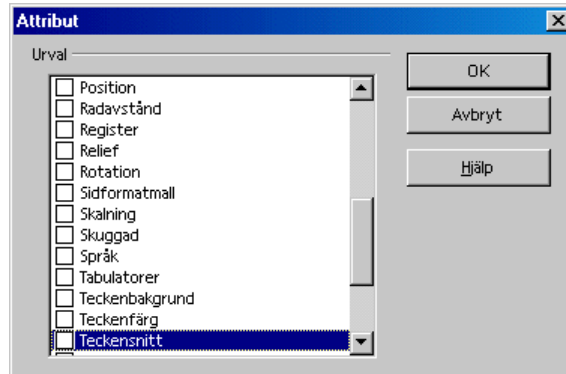 Attribut
Urval
Position
Radavstånd
Register
Relief
Rotation
Sidformatmall
Skalning
Skuggad
Språk
Tabulatorer
Teckenbakgrund
Teckenfärg
Teckensnitt
OK
Avbryt
Hjälp